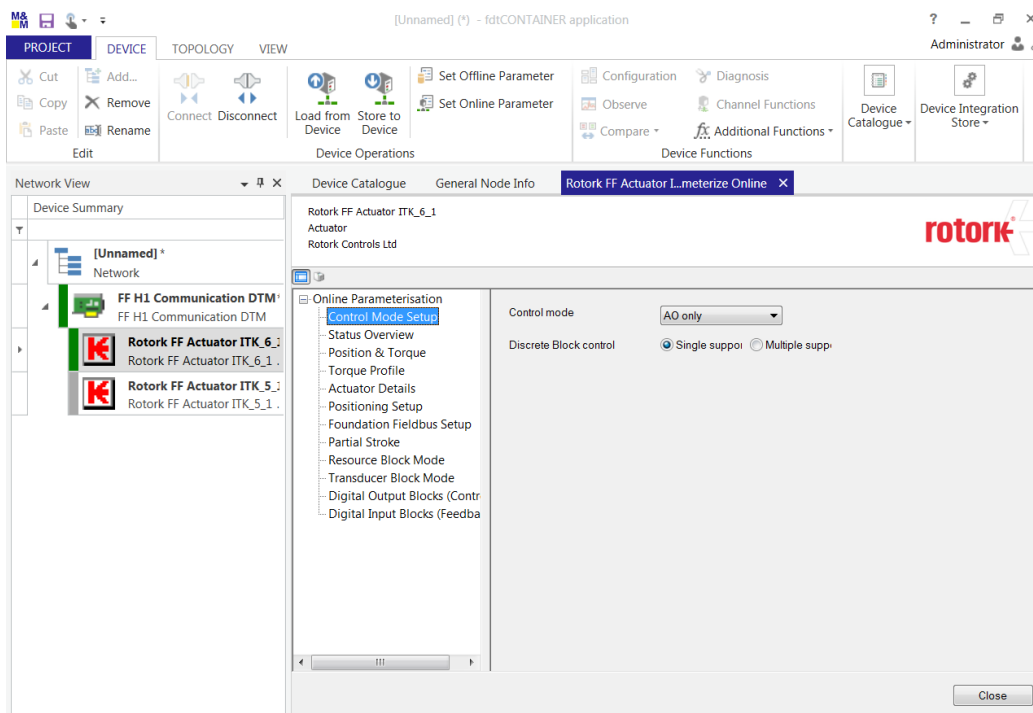 M&M
[Unnamed] (*) - fdtCONTAINER application
?
PROJECT DEVICE TOPOLOGY VIEW
Administrator
Cut Add...
Copy Remove
Paste Rename
Edit
Connect Disconnect
Load from Device
Store to Device
Set Offline Parameter
Set Online Parameter
Device Operations
Configuration Diagnosis
Observe Channel Functions
Compare fx Additional Functions
Device Functions
Device Catalogue
Device Integration Store
Network View
Device Summary
[Unnamed] *
Network
FF H1 Communication DTM*
FF H1 Communication DTM
Rotork FF Actuator ITK_6_1
Rotork FF Actuator ITK_6_1 .
Rotork FF Actuator ITK_5_1
Rotork FF Actuator ITK_5_1 .
Device Catalogue General Node Info Rotork FF Actuator I...meterize Online
Rotork FF Actuator ITK_6_1
Actuator
Rotork Controls Ltd
rotork
Online Parameterisation
Control Mode Setup
Status Overview
Position & Torque
Torque Profile
Actuator Details
Positioning Setup
Foundation Fieldbus Setup
Partial Stroke
Resource Block Mode
Transducer Block Mode
Digital Output Blocks (Contr
Digital Input Blocks (Feedba
Control mode AO only
Discrete Block control Single suppo Multiple supp
Close